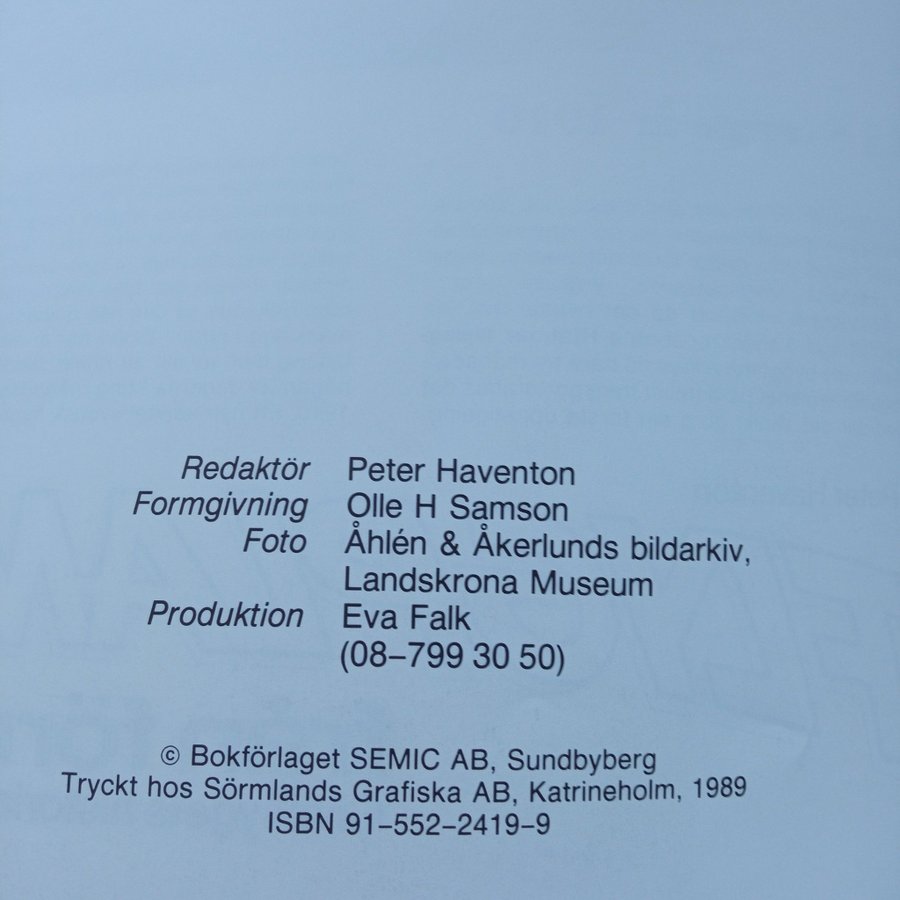 Redaktör Peter Haventon
Formgivning Olle H Samson
Foto Åhlén & Åkerlunds bildarkiv,
Landskrona Museum
Produktion Eva Falk
(08–799 30 50)
© Bokförlaget SEMIC AB, Sundbyberg
Tryckt hos Sörmlands Grafiska AB, Katrineholm, 1989
ISBN 91–552–2419–9